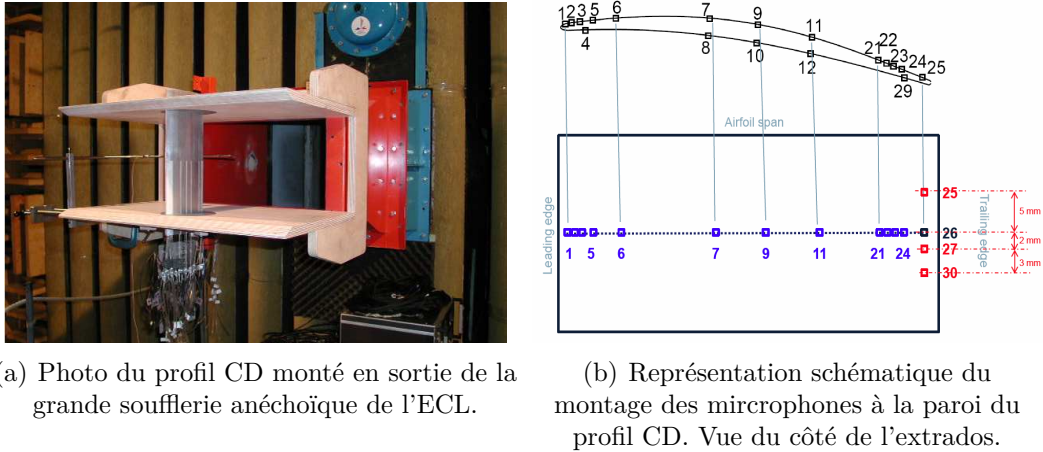 12 3 5 6 7 9 11 21 22 23 24 25
4 8 10 12 29
Airfoil span
Leading edge
Trailing edge
25
5 mm
26
2 mm
27
3 mm
30
1 5 6 7 9 11 21 24
a) Photo du profil CD monté en sortie de la
grande soufflerie anéchoïque de l'ECL.
(b) Représentation schématique du
montage des mircrophones à la paroi du
profil CD. Vue du côté de l'extrados.